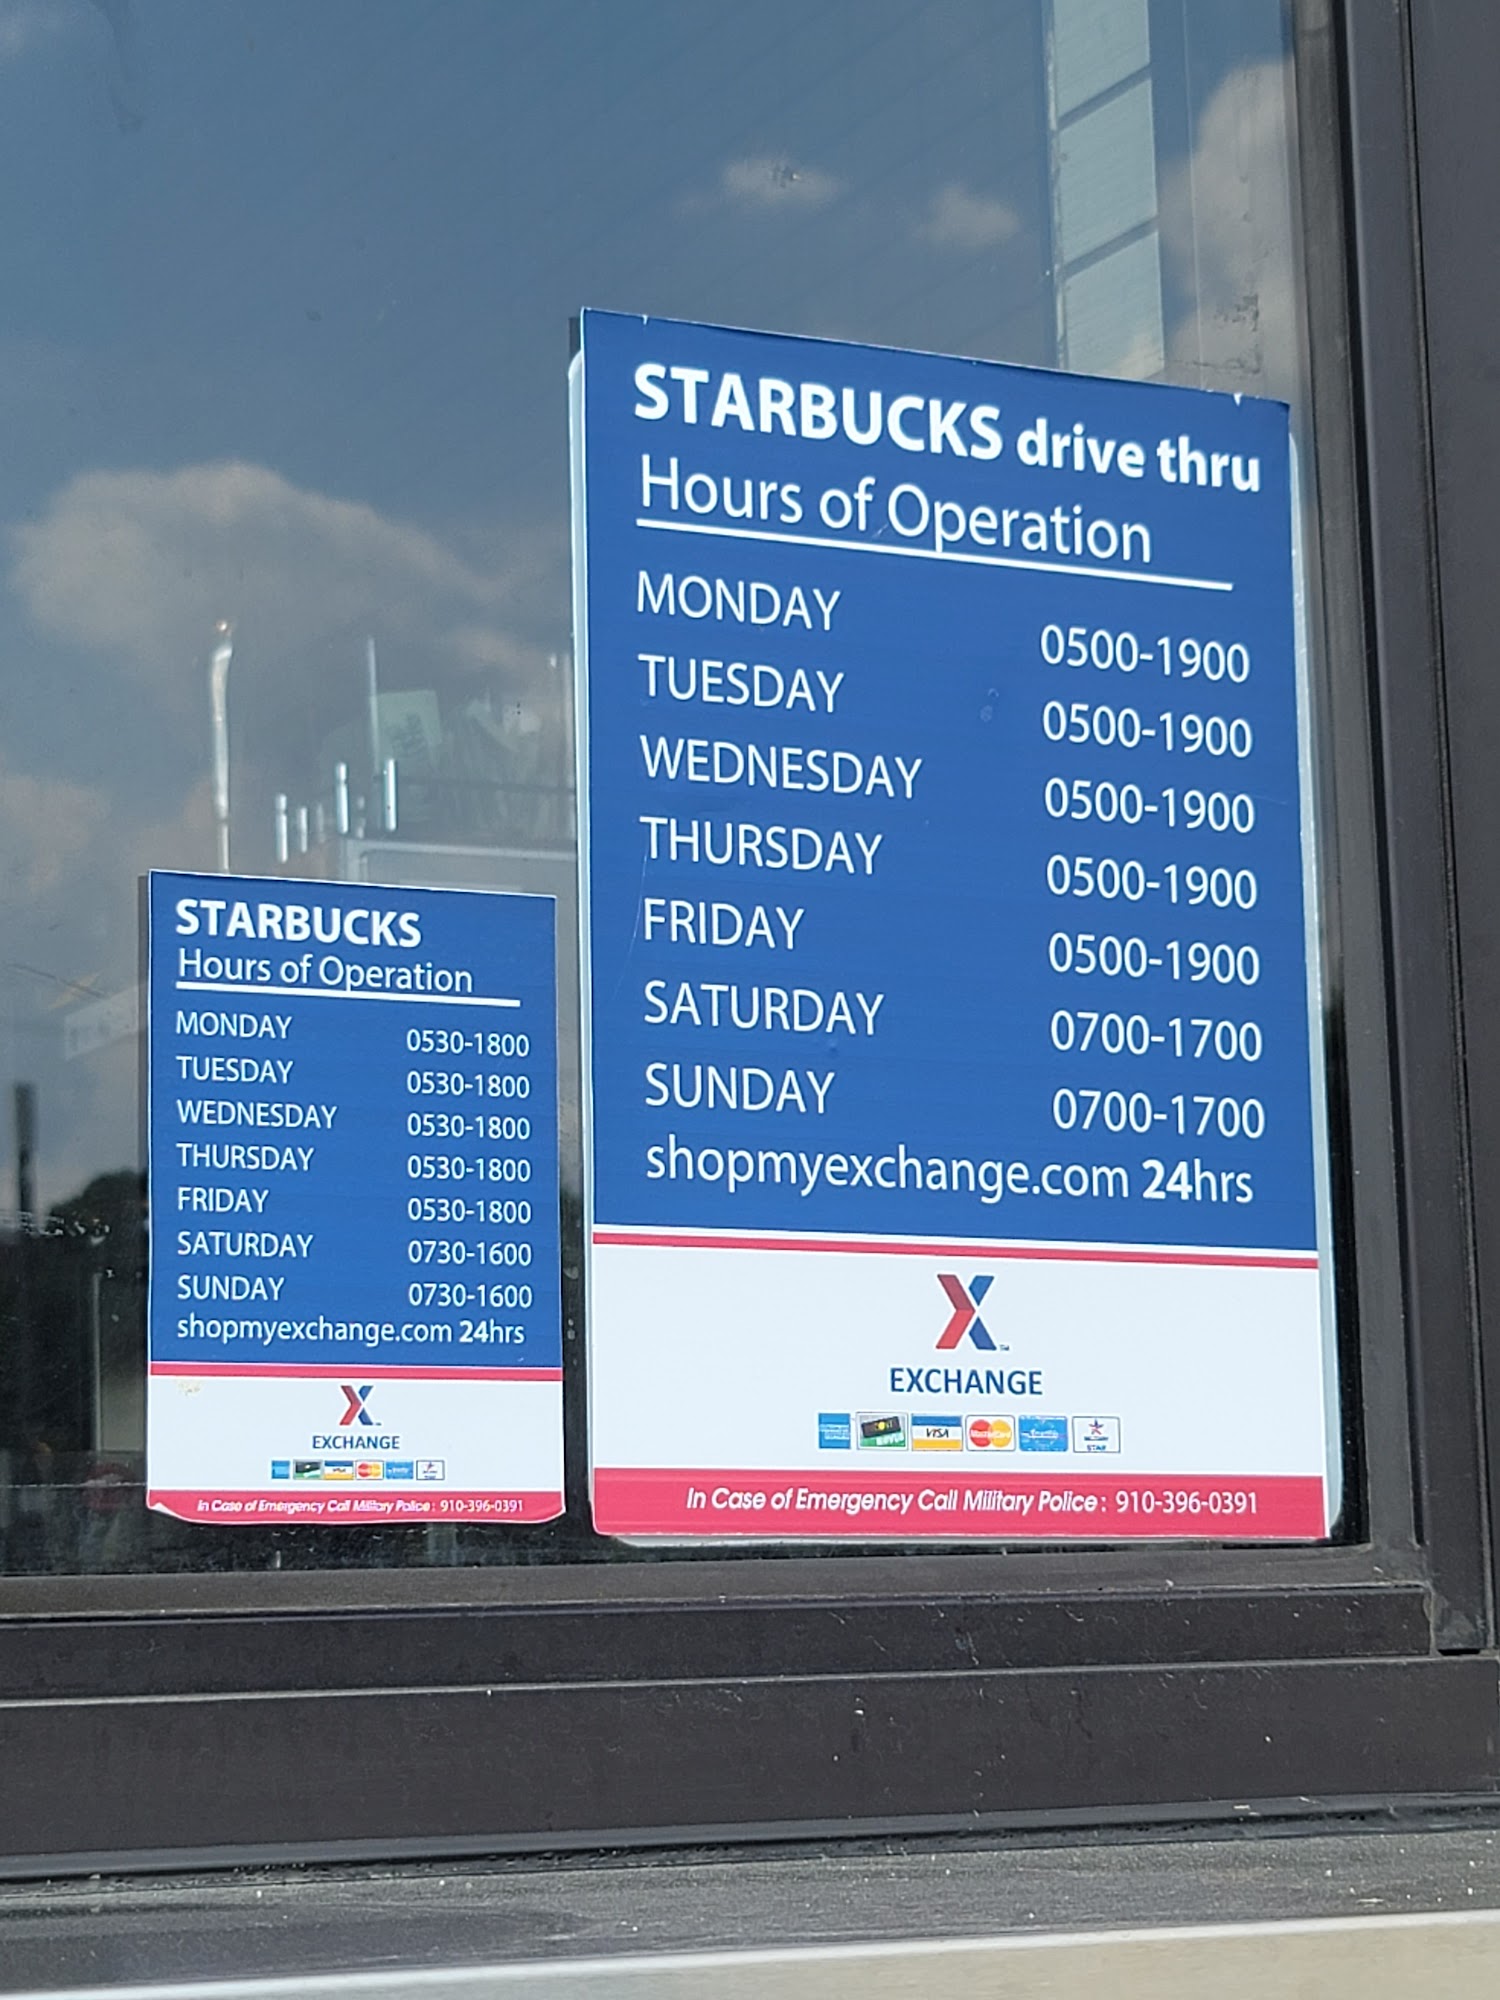 STARBUCKS
Hours of Operation
MONDAY 0530-1800
TUESDAY 0530-1800
WEDNESDAY 0530-1800
THURSDAY 0530-1800
FRIDAY 0530-1800
SATURDAY 0730-1600
SUNDAY 0730-1600
shopmyexchange.com 24hrs
EXCHANGE
In Case of Emergency Call Military Police: 910-396-0391
STARBUCKS drive thru
Hours of Operation
MONDAY 0500-1900
TUESDAY 0500-1900
WEDNESDAY 0500-1900
THURSDAY 0500-1900
FRIDAY 0500-1900
SATURDAY 0700-1700
SUNDAY 0700-1700
shopmyexchange.com 24hrs
X
EXCHANGE
VISA MasterCard MILITARY STAR
In Case of Emergency Call Military Police: 910-396-0391